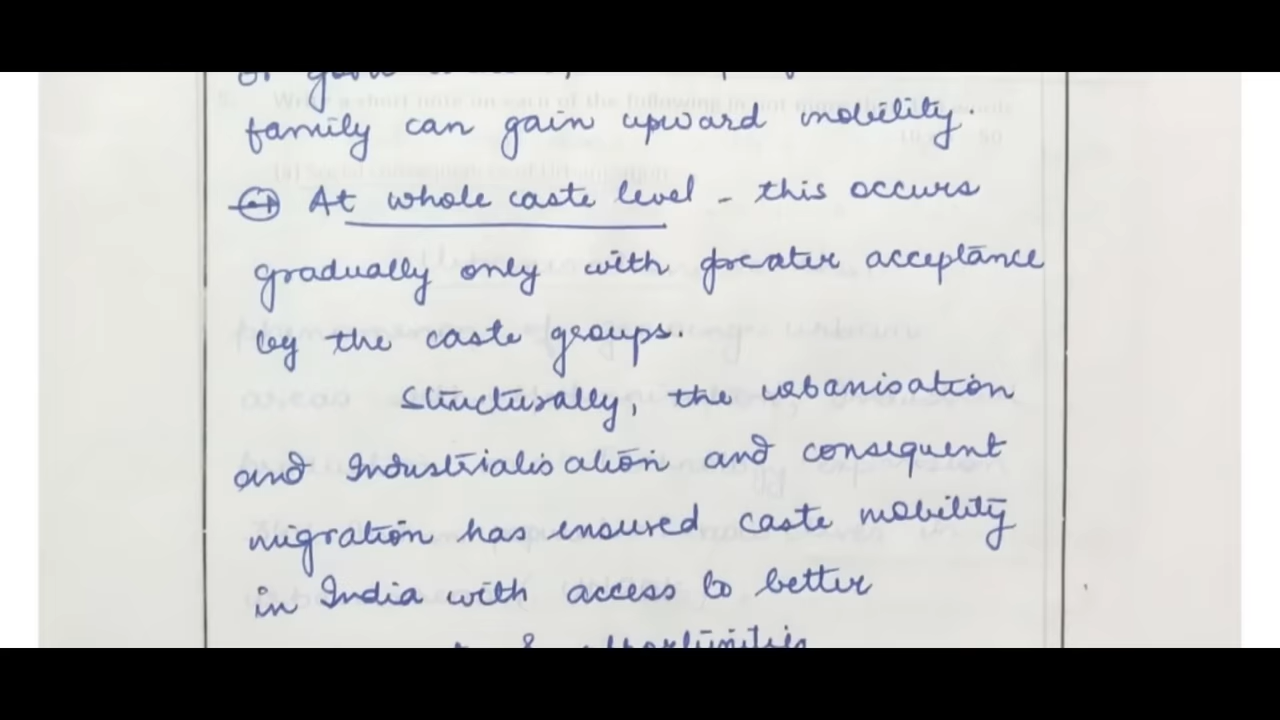 family can gain upward mobility.
At whole caste level - this occurs
gradually only with greater acceptance
by the caste groups.
Structurally, the urbanisation
and Industrialisation and consequent
migration has ensured caste mobility
in India with access to better
& opportunities